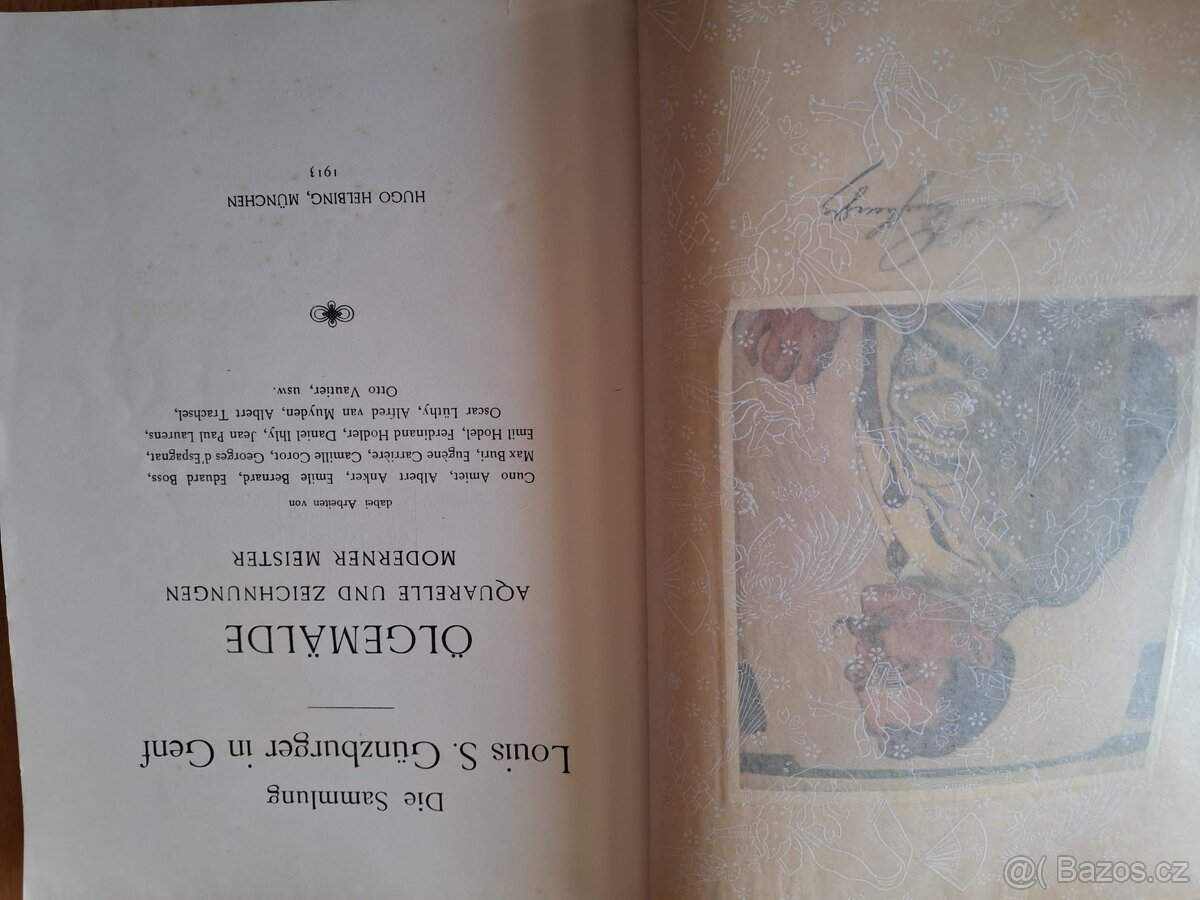 Die Sammlung
Louis S. Günzburger in Genf
ÖLGEMÄLDE
AQUARELLE UND ZEICHNUNGEN
MODERNER MEISTER
dabei Arbeiten von
Cuno Amiet, Albert Anker, Emile Bernard, Eduard Boss,
Max Buri, Eugène Carrière, Camille Corot, Georges d'Espagnat,
Emil Hodel, Ferdinand Hodler, Daniel Ihly, Jean Paul Laurens,
Oscar Lüthy, Alfred van Muyden, Albert Trachsel,
Otto Vautier, usw.
HUGO HELBING, MÜNCHEN
1913
@( Bazos.cz